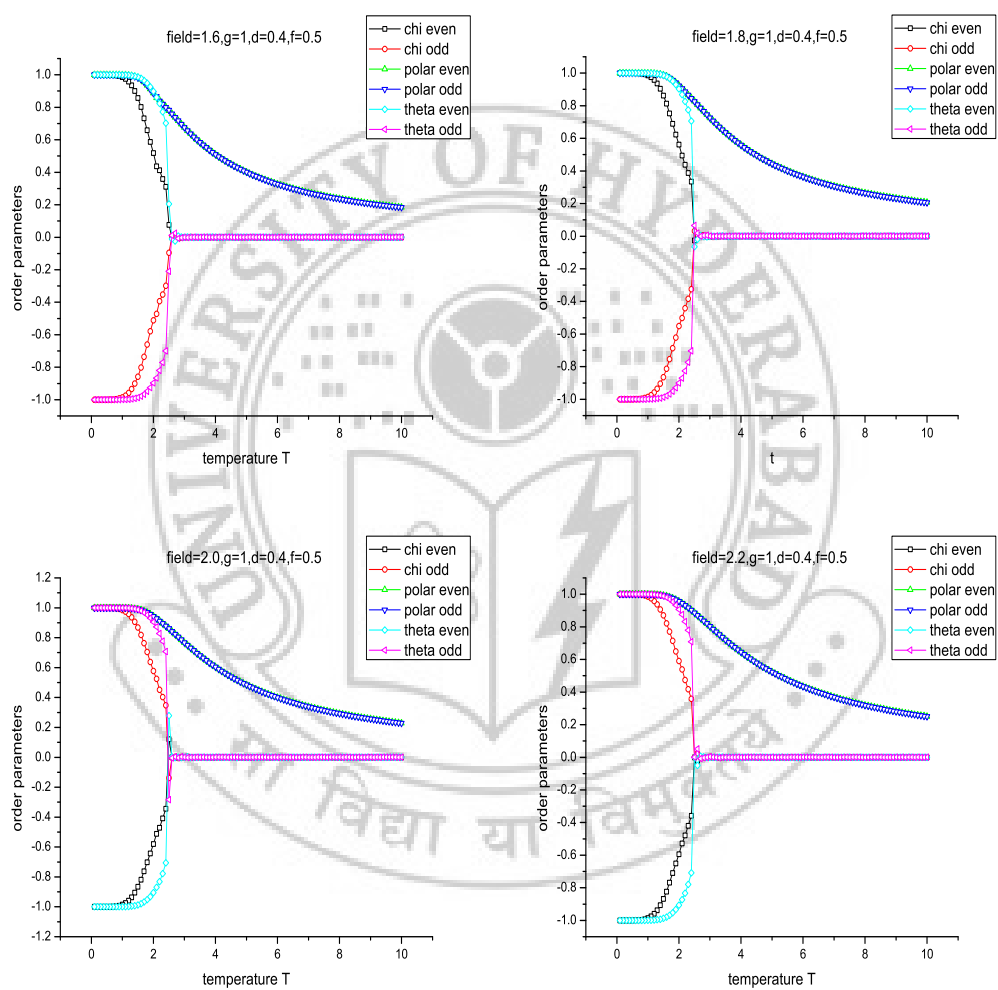 field=1.6,g=1,d=0.4,f=0.5
chi even
chi odd
polar even
polar odd
theta even
theta odd
order parameters
1.0
0.8
0.6
0.4
0.2
0.0
-0.2
-0.4
-0.6
-0.8
-1.0
0 2 4 6 8 10
temperature T
field=1.8,g=1,d=0.4,f=0.5
chi even
chi odd
polar even
polar odd
theta even
theta odd
order parameters
1.0
0.8
0.6
0.4
0.2
0.0
-0.2
-0.4
-0.6
-0.8
-1.0
0 2 4 6 8 10
t
field=2.0,g=1,d=0.4,f=0.5
chi even
chi odd
polar even
polar odd
theta even
theta odd
order parameters
1.2
1.0
0.8
0.6
0.4
0.2
0.0
-0.2
-0.4
-0.6
-0.8
-1.0
-1.2
0 2 4 6 8 10
temperature T
field=2.2,g=1,d=0.4,f=0.5
chi even
chi odd
polar even
polar odd
theta even
theta odd
order parameters
1.0
0.8
0.6
0.4
0.2
0.0
-0.2
-0.4
-0.6
-0.8
-1.0
0 2 4 6 8 10
temperature T
UNIVERSITY OF HYDERABAD
सा विद्या या विमुक्तये